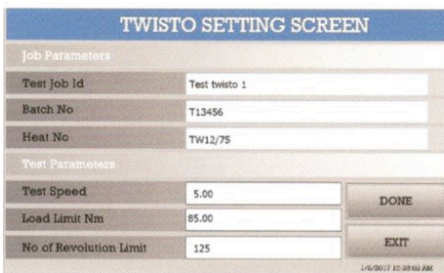 TWISTO SETTING SCREEN
Job Parameters
Test Job Id Test twisto 1
Batch No T13456
Heat No TW12/75
Test Parameters
Test Speed 5.00
DONE
Load Limit Nm 85.00
No of Revolution Limit 125
EXIT